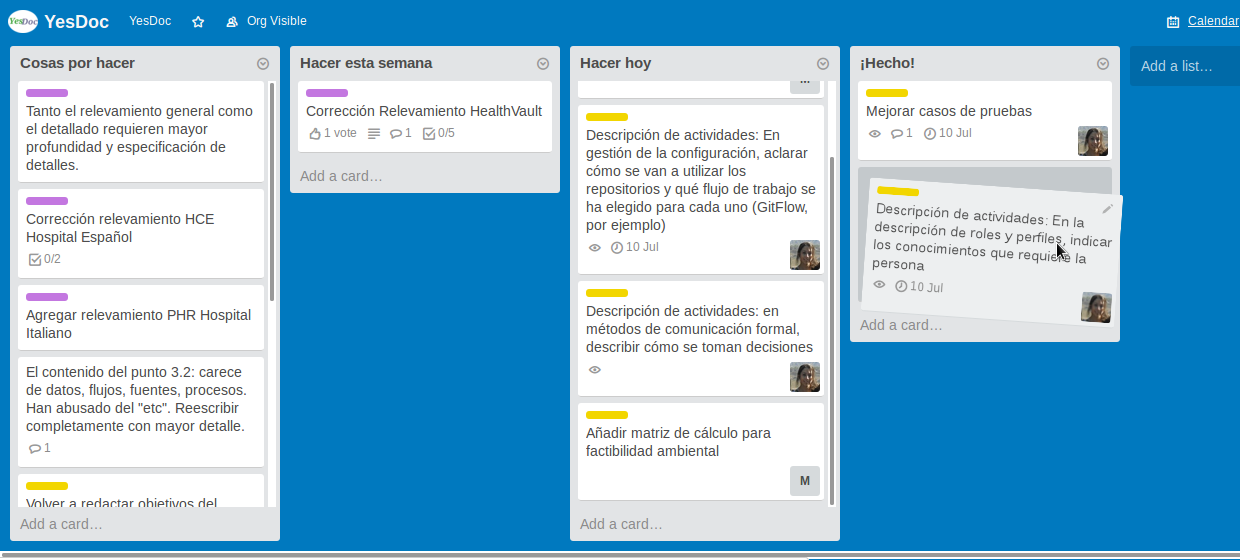 YesDoc YesDoc YesDoc Org Visible Calendar
Cosas por hacer
Tanto el relevamiento general como
el detallado requieren mayor
profundidad y especificación de
detalles.
Corrección relevamiento HCE
Hospital Español
0/2
Agregar relevamiento PHR Hospital
Italiano
El contenido del punto 3.2: carece
de datos, flujos, fuentes, procesos.
Han abusado del "etc". Reescribir
completamente con mayor detalle.
1
Volver a redactar objetivos del
Add a card…
Hacer esta semana
Corrección Relevamiento HealthVault
1 vote 1 0/5
Add a card…
Hacer hoy
Descripción de actividades: En
gestión de la configuración, aclarar
cómo se van a utilizar los
repositorios y qué flujo de trabajo se
ha elegido para cada uno (GitFlow,
por ejemplo)
10 Jul
Descripción de actividades: en
métodos de comunicación formal,
describir cómo se toman decisiones
Añadir matriz de cálculo para
factibilidad ambiental
M
Add a card…
¡Hecho!
Mejorar casos de pruebas
1 10 Jul
Descripción de actividades: En la
descripción de roles y perfiles, indicar
los conocimientos que requiere la
persona
10 Jul
Add a card…
Add a list…